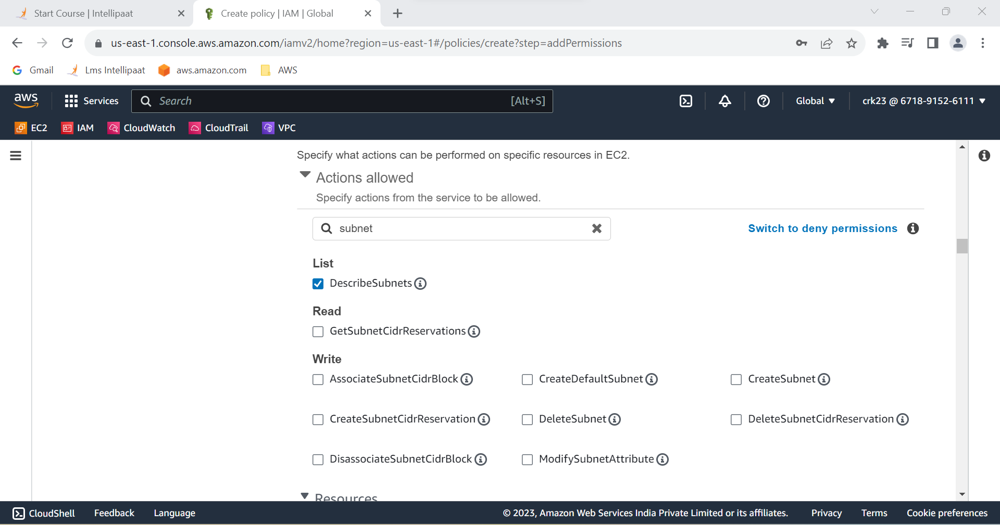 Start Course | Intellipaat
Create policy | IAM | Global
us-east-1.console.aws.amazon.com/iamv2/home?region=us-east-1#/policies/create?step=addPermissions
Gmail
Lms Intellipaat
aws.amazon.com
AWS
aws
Services
Search
[Alt+S]
Global
crk23 @ 6718-9152-6111
EC2
IAM
CloudWatch
CloudTrail
VPC
Specify what actions can be performed on specific resources in EC2.
Actions allowed
Specify actions from the service to be allowed.
subnet
Switch to deny permissions
List
DescribeSubnets
Read
GetSubnetCidrReservations
Write
AssociateSubnetCidrBlock
CreateDefaultSubnet
CreateSubnet
CreateSubnetCidrReservation
DeleteSubnet
DeleteSubnetCidrReservation
DisassociateSubnetCidrBlock
ModifySubnetAttribute
Resources
CloudShell
Feedback
Language
© 2023, Amazon Web Services India Private Limited or its affiliates.
Privacy
Terms
Cookie preferences